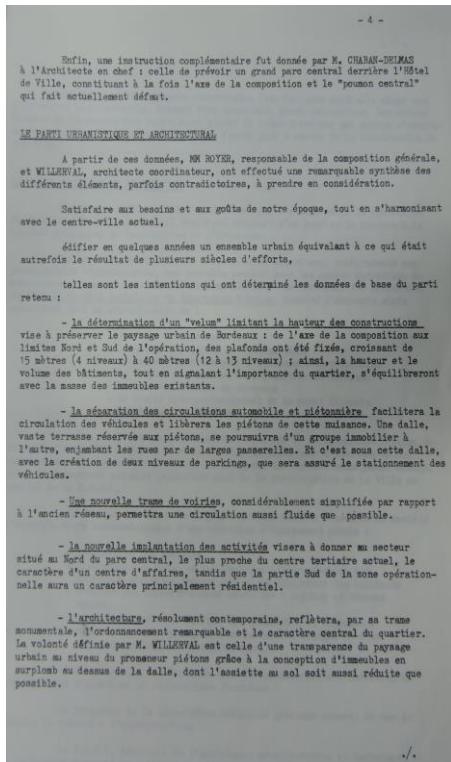 - 4 -
Enfin, une instruction complémentaire fut donnée par M. CHABAN-DELMAS
à l'Architecte en chef : celle de prévoir un grand parc central derrière l'Hôtel
de Ville, constituant à la fois l'axe de la composition et le "poumon central"
qui fait actuellement défaut.
LE PARTI URBANISTIQUE ET ARCHITECTURAL
A partir de ces données, MM ROYER, responsable de la composition générale,
et WILLERVAL, architecte coordinateur, ont effectué une remarquable synthèse des
différents éléments, parfois contradictoires, à prendre en considération.
Satisfaire aux besoins et aux goûts de notre époque, tout en s'harmonisant
avec le centre-ville actuel,
édifier en quelques années un ensemble urbain équivalant à ce qui était
autrefois le résultat de plusieurs siècles d'efforts,
telles sont les intentions qui ont déterminé les données de base du parti
retenu :
- la détermination d'un "velum" limitant la hauteur des constructions
vise à préserver le paysage urbain de Bordeaux : de l'axe de la composition aux
limites Nord et Sud de l'opération, des plafonds ont été fixés, croissant de
15 mètres (4 niveaux) à 40 mètres (12 à 13 niveaux) ; ainsi, la hauteur et le
volume des bâtiments, tout en signalant l'importance du quartier, s'équilibreront
avec la masse des immeubles existants.
- la séparation des circulations automobile et piétonnière facilitera la
circulation des véhicules et libèrera les piétons de cette nuisance. Une dalle,
vaste terrasse réservée aux piétons, se poursuivra d'un groupe immobilier à
l'autre, enjambant les rues par de larges passerelles. Et c'est sous cette dalle,
avec la création de deux niveaux de parkings, que sera assuré le stationnement des
véhicules.
- Une nouvelle trame de voiries, considérablement simplifiée par rapport
à l'ancien réseau, permettra une circulation aussi fluide que possible.
- la nouvelle implantation des activités visera à donner au secteur
situé au Nord du parc central, le plus proche du centre tertiaire actuel, le
caractère d'un centre d'affaires, tandis que la partie Sud de la zone opération-
nelle aura un caractère principalement résidentiel.
- l'architecture, résolument contemporaine, reflètera, par sa trame
monumentale, l'ordonnancement remarquable et le caractère central du quartier.
La volonté définie par M. WILLERVAL est celle d'une transparence du paysage
urbain au niveau du promeneur piétons grâce à la conception d'immeubles en
surplomb au dessus de la dalle, dont l'assiette au sol soit aussi réduite que
possible.
./.